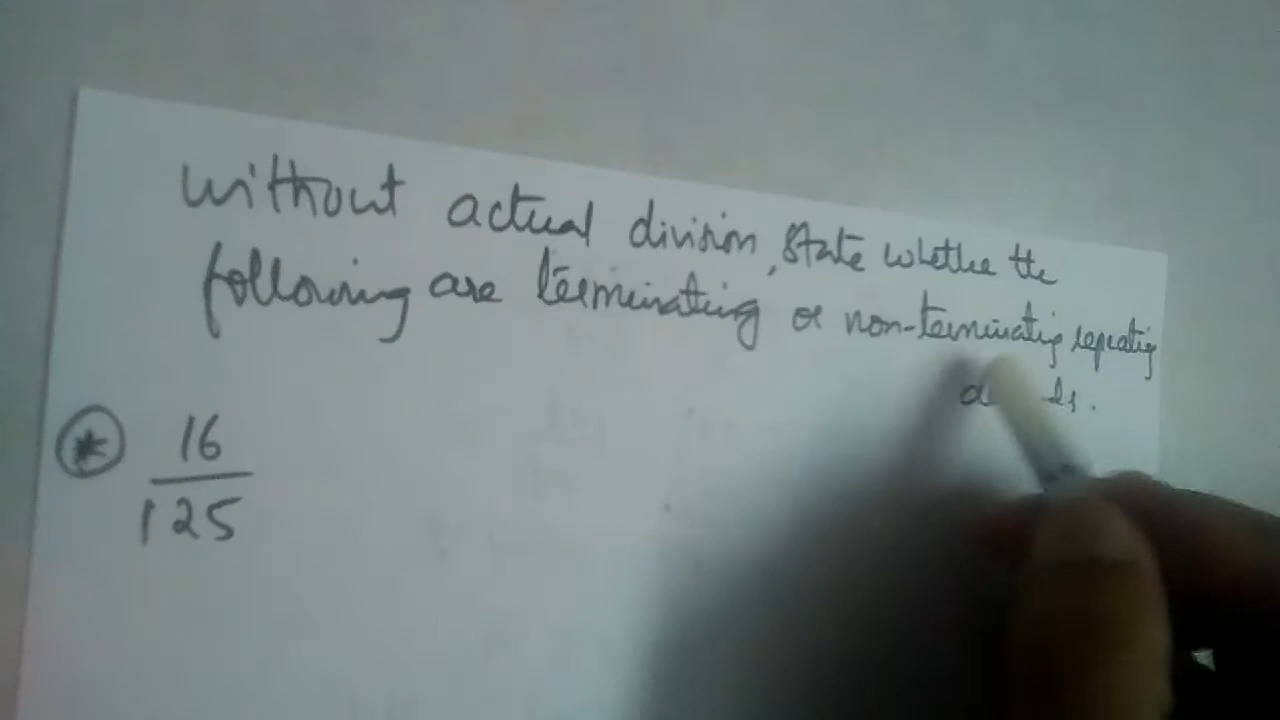 without actual division, state whether the
following are terminating or non-terminating repeating
16
125